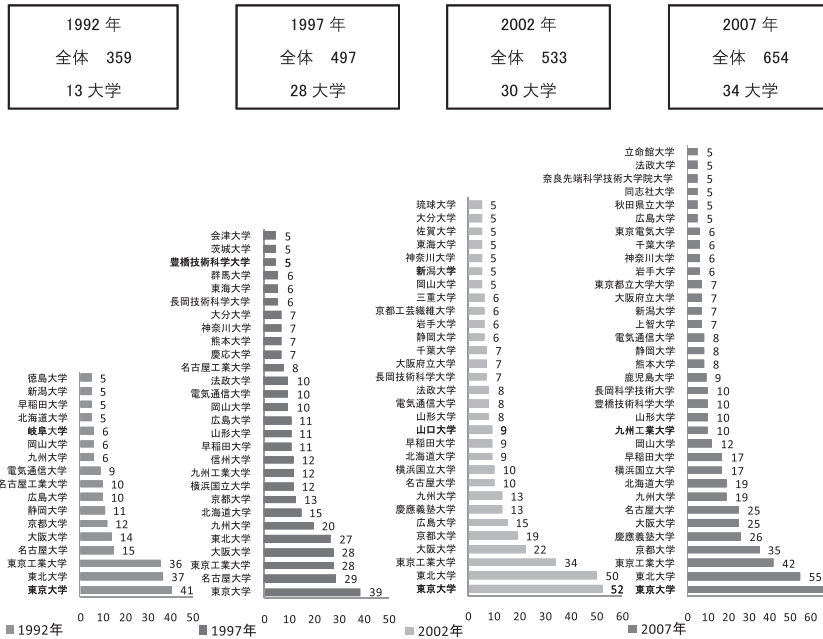 1992 年
全体 359
13 大学
1997 年
全体 497
28 大学
2002 年
全体 533
30 大学
2007 年
全体 654
34 大学
徳島大学 5
新潟大学 5
早稲田大学 5
北海道大学 5
岐阜大学 6
岡山大学 6
九州大学 6
電気通信大学 9
名古屋工業大学 10
広島大学 10
静岡大学 11
京都大学 12
大阪大学 14
名古屋大学 15
東京工業大学 36
東北大学 37
東京大学 41
0 10 20 30 40 50
■ 1992年
会津大学 5
茨城大学 5
豊橋技術科学大学 5
群馬大学 6
東海大学 6
長岡技術科学大学 6
大分大学 7
神奈川大学 7
熊本大学 7
慶応大学 7
名古屋工業大学 8
法政大学 10
電気通信大学 10
岡山大学 10
広島大学 11
山形大学 11
早稲田大学 11
信州大学 12
九州工業大学 12
横浜国立大学 12
京都大学 13
北海道大学 15
九州大学 20
東北大学 27
大阪大学 28
東京工業大学 28
名古屋大学 29
東京大学 39
0 10 20 30 40 50
■ 1997年
琉球大学 5
大分大学 5
佐賀大学 5
東海大学 5
神奈川大学 5
新潟大学 5
岡山大学 5
三重大学 6
京都工芸繊維大学 6
岩手大学 6
静岡大学 6
千葉大学 7
大阪府立大学 7
長岡技術科学大学 7
法政大学 8
電気通信大学 8
山形大学 8
山口大学 9
早稲田大学 9
北海道大学 9
横浜国立大学 10
名古屋大学 10
九州大学 13
慶應義塾大学 13
広島大学 15
京都大学 19
大阪大学 22
東京工業大学 34
東北大学 50
東京大学 52
0 10 20 30 40 50 60
■ 2002年
立命館大学 5
法政大学 5
奈良先端科学技術大学院大学 5
同志社大学 5
秋田県立大学 5
広島大学 5
東京電気大学 6
千葉大学 6
神奈川大学 6
岩手大学 6
東京都立大学大学 7
大阪府立大学 7
新潟大学 7
上智大学 7
電気通信大学 8
静岡大学 8
熊本大学 8
鹿児島大学 9
長岡科学技術大学 10
豊橋技術科学大学 10
山形大学 10
九州工業大学 10
岡山大学 12
早稲田大学 17
横浜国立大学 17
北海道大学 19
九州大学 19
名古屋大学 25
大阪大学 25
慶應義塾大学 26
京都大学 35
東京工業大学 42
東北大学 55
東京大学
0 10 20 30 40 50 60
■ 2007年